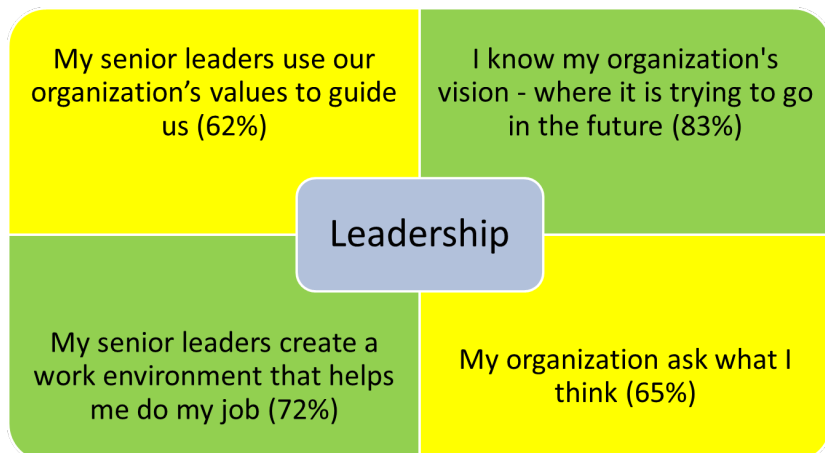 My senior leaders use our
organization’s values to guide
us (62%)
I know my organization's
vision - where it is trying to go
in the future (83%)
Leadership
My senior leaders create a
work environment that helps
me do my job (72%)
My organization ask what I
think (65%)